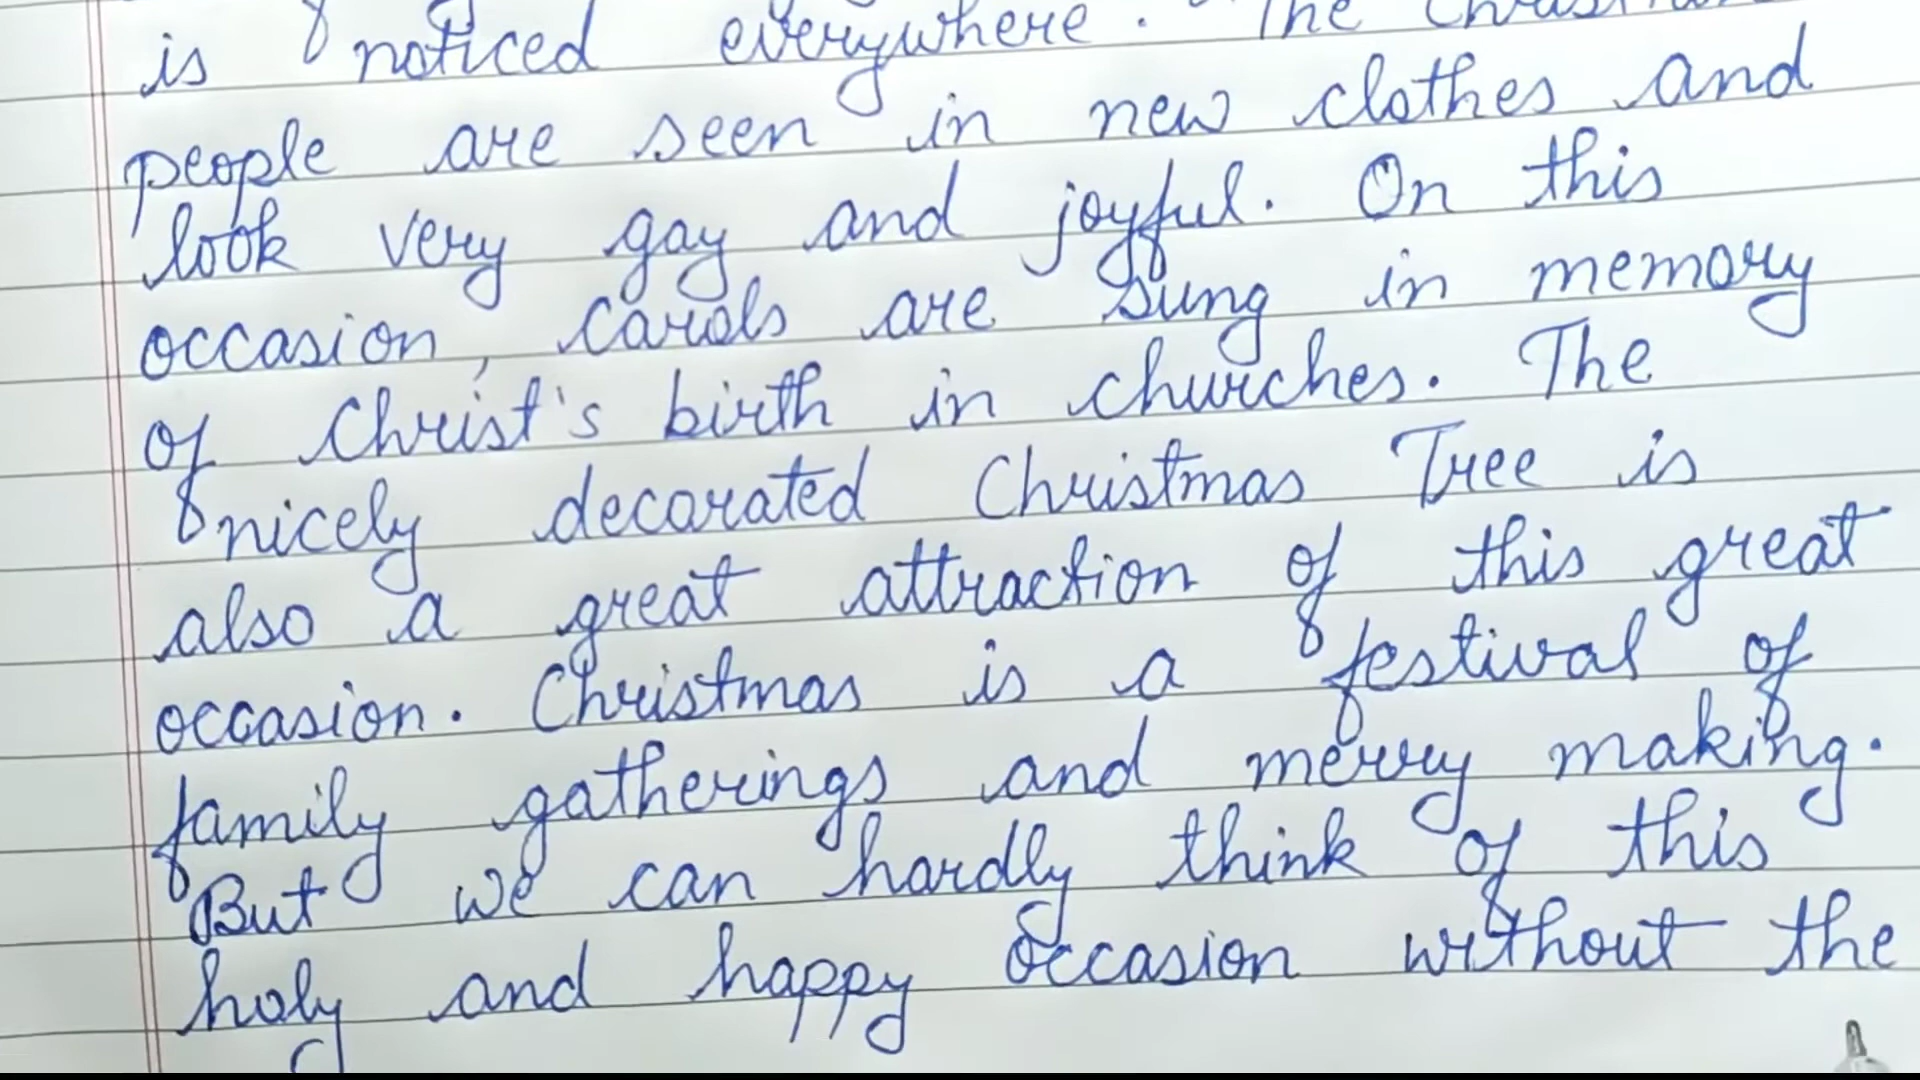 is noticed everywhere. The
people are seen in new clothes and
look very gay and joyful. On this
occasion, carols are sung in memory
of Christ's birth in churches. The
nicely decorated Christmas Tree is
also a great attraction of this great
occasion. Christmas is a festival of
family gatherings and merry making.
But we can hardly think of this
holy and happy occasion without the